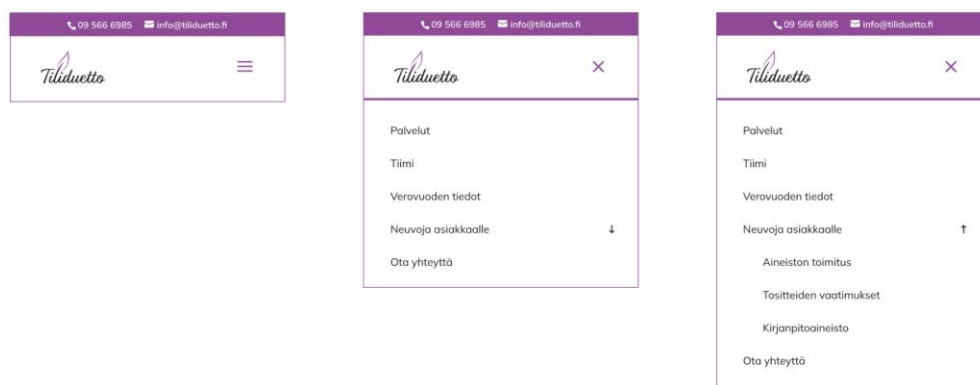 09 566 6985 info@tiliduetto.fi
Tiliduetto
09 566 6985 info@tiliduetto.fi
Tiliduetto
Palvelut
Tiimi
Verovuoden tiedot
Neuvoja asiakkaalle
Ota yhteyttä
09 566 6985 info@tiliduetto.fi
Tiliduetto
Palvelut
Tiimi
Verovuoden tiedot
Neuvoja asiakkaalle
Aineiston toimitus
Tositteiden vaatimukset
Kirjanpitoaineisto
Ota yhteyttä